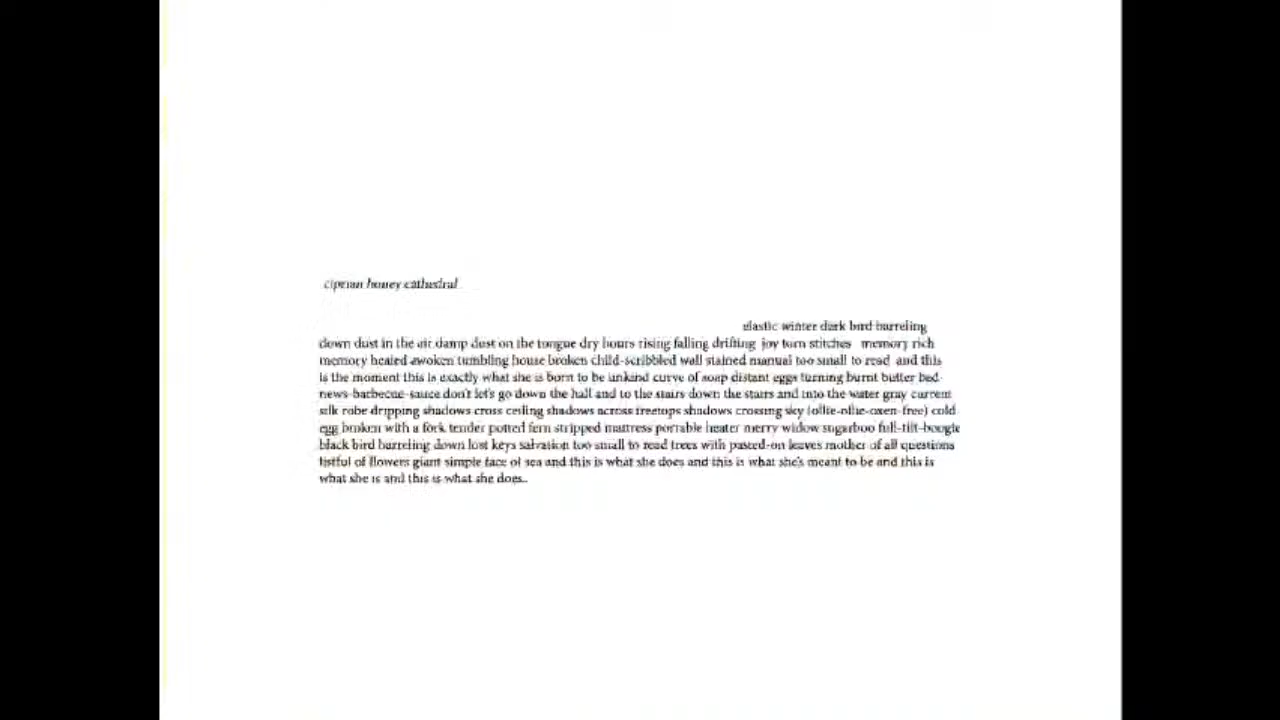 ciprian honey cathedral
elastic winter dark bird barreling
down dust in the air damp dust on the tongue dry hours rising falling drifting joy torn stitches memory rich
memory healed awoken tumbling house broken child-scribbled wall stained manual too small to read and this
is the moment this is exactly what she is born to be unkind curve of soap distant eggs turning burnt butter bad-
news-barbecue-sauce don't let's go down the hall and to the stairs down the stairs and into the water gray current
silk robe dripping shadows cross ceiling shadows across treetops shadows crossing sky (ollie-ollie-oxen-free) cold
egg broken with a fork tender potted fern stripped mattress portable heater merry widow sugarboo full-tilt-boogie
black bird barreling down lost keys salvation too small to read trees with pasted-on leaves mother of all questions
fistful of flowers giant simple face of sea and this is what she does and this is what she's meant to be and this is
what she is and this is what she does..